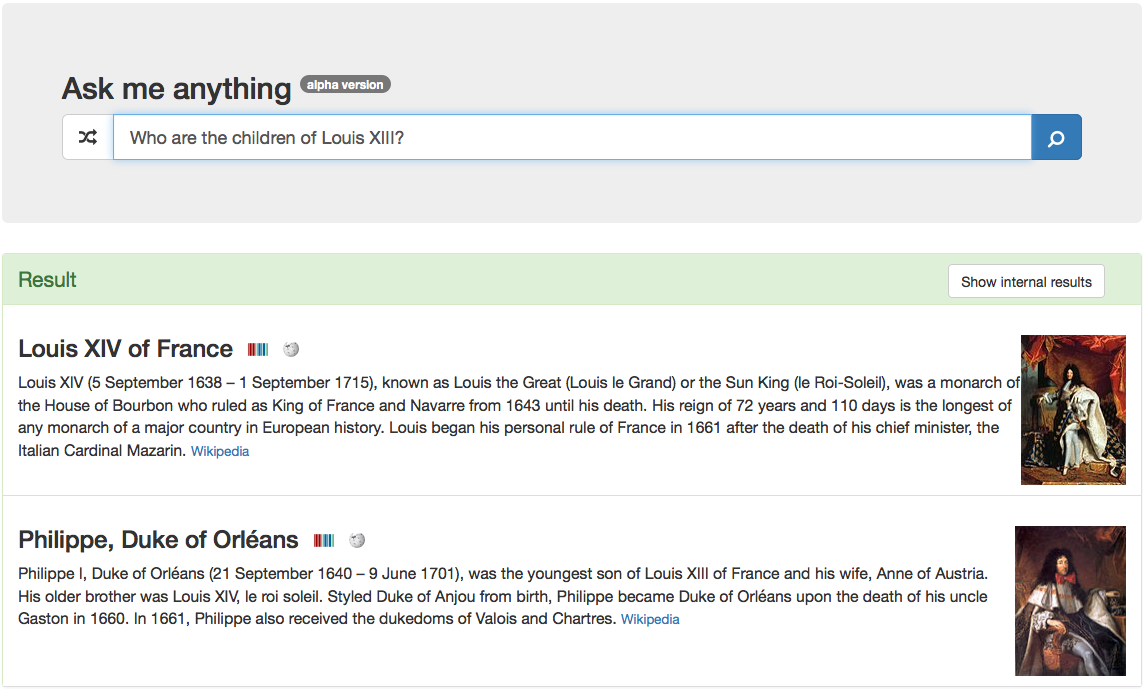 Ask me anything alpha version
Who are the children of Louis XIII?
Result
Show internal results
Louis XIV of France
Louis XIV (5 September 1638 – 1 September 1715), known as Louis the Great (Louis le Grand) or the Sun King (le Roi-Soleil), was a monarch of
the House of Bourbon who ruled as King of France and Navarre from 1643 until his death. His reign of 72 years and 110 days is the longest of
any monarch of a major country in European history. Louis began his personal rule of France in 1661 after the death of his chief minister, the
Italian Cardinal Mazarin. Wikipedia
Philippe, Duke of Orléans
Philippe I, Duke of Orléans (21 September 1640 – 9 June 1701), was the youngest son of Louis XIII of France and his wife, Anne of Austria.
His older brother was Louis XIV, le roi soleil. Styled Duke of Anjou from birth, Philippe became Duke of Orléans upon the death of his uncle
Gaston in 1660. In 1661, Philippe also received the dukedoms of Valois and Chartres. Wikipedia